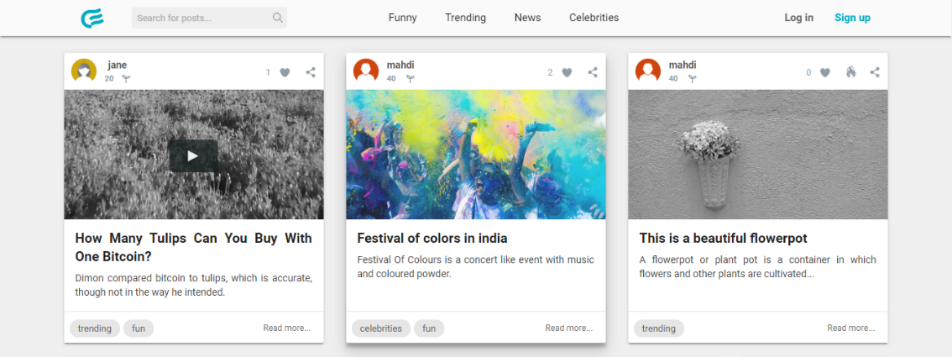 Search for posts...
Funny
Trending
News
Celebrities
Log in
Sign up
jane
20
1
How Many Tulips Can You Buy With
One Bitcoin?
Dimon compared bitcoin to tulips, which is accurate,
though not in the way he intended.
trending
fun
Read more...
mahdi
40
2
Festival of colors in india
Festival Of Colours is a concert like event with music
and coloured powder.
celebrities
fun
Read more...
mahdi
40
0
This is a beautiful flowerpot
A flowerpot or plant pot is a container in which
flowers and other plants are cultivated...
trending
Read more...